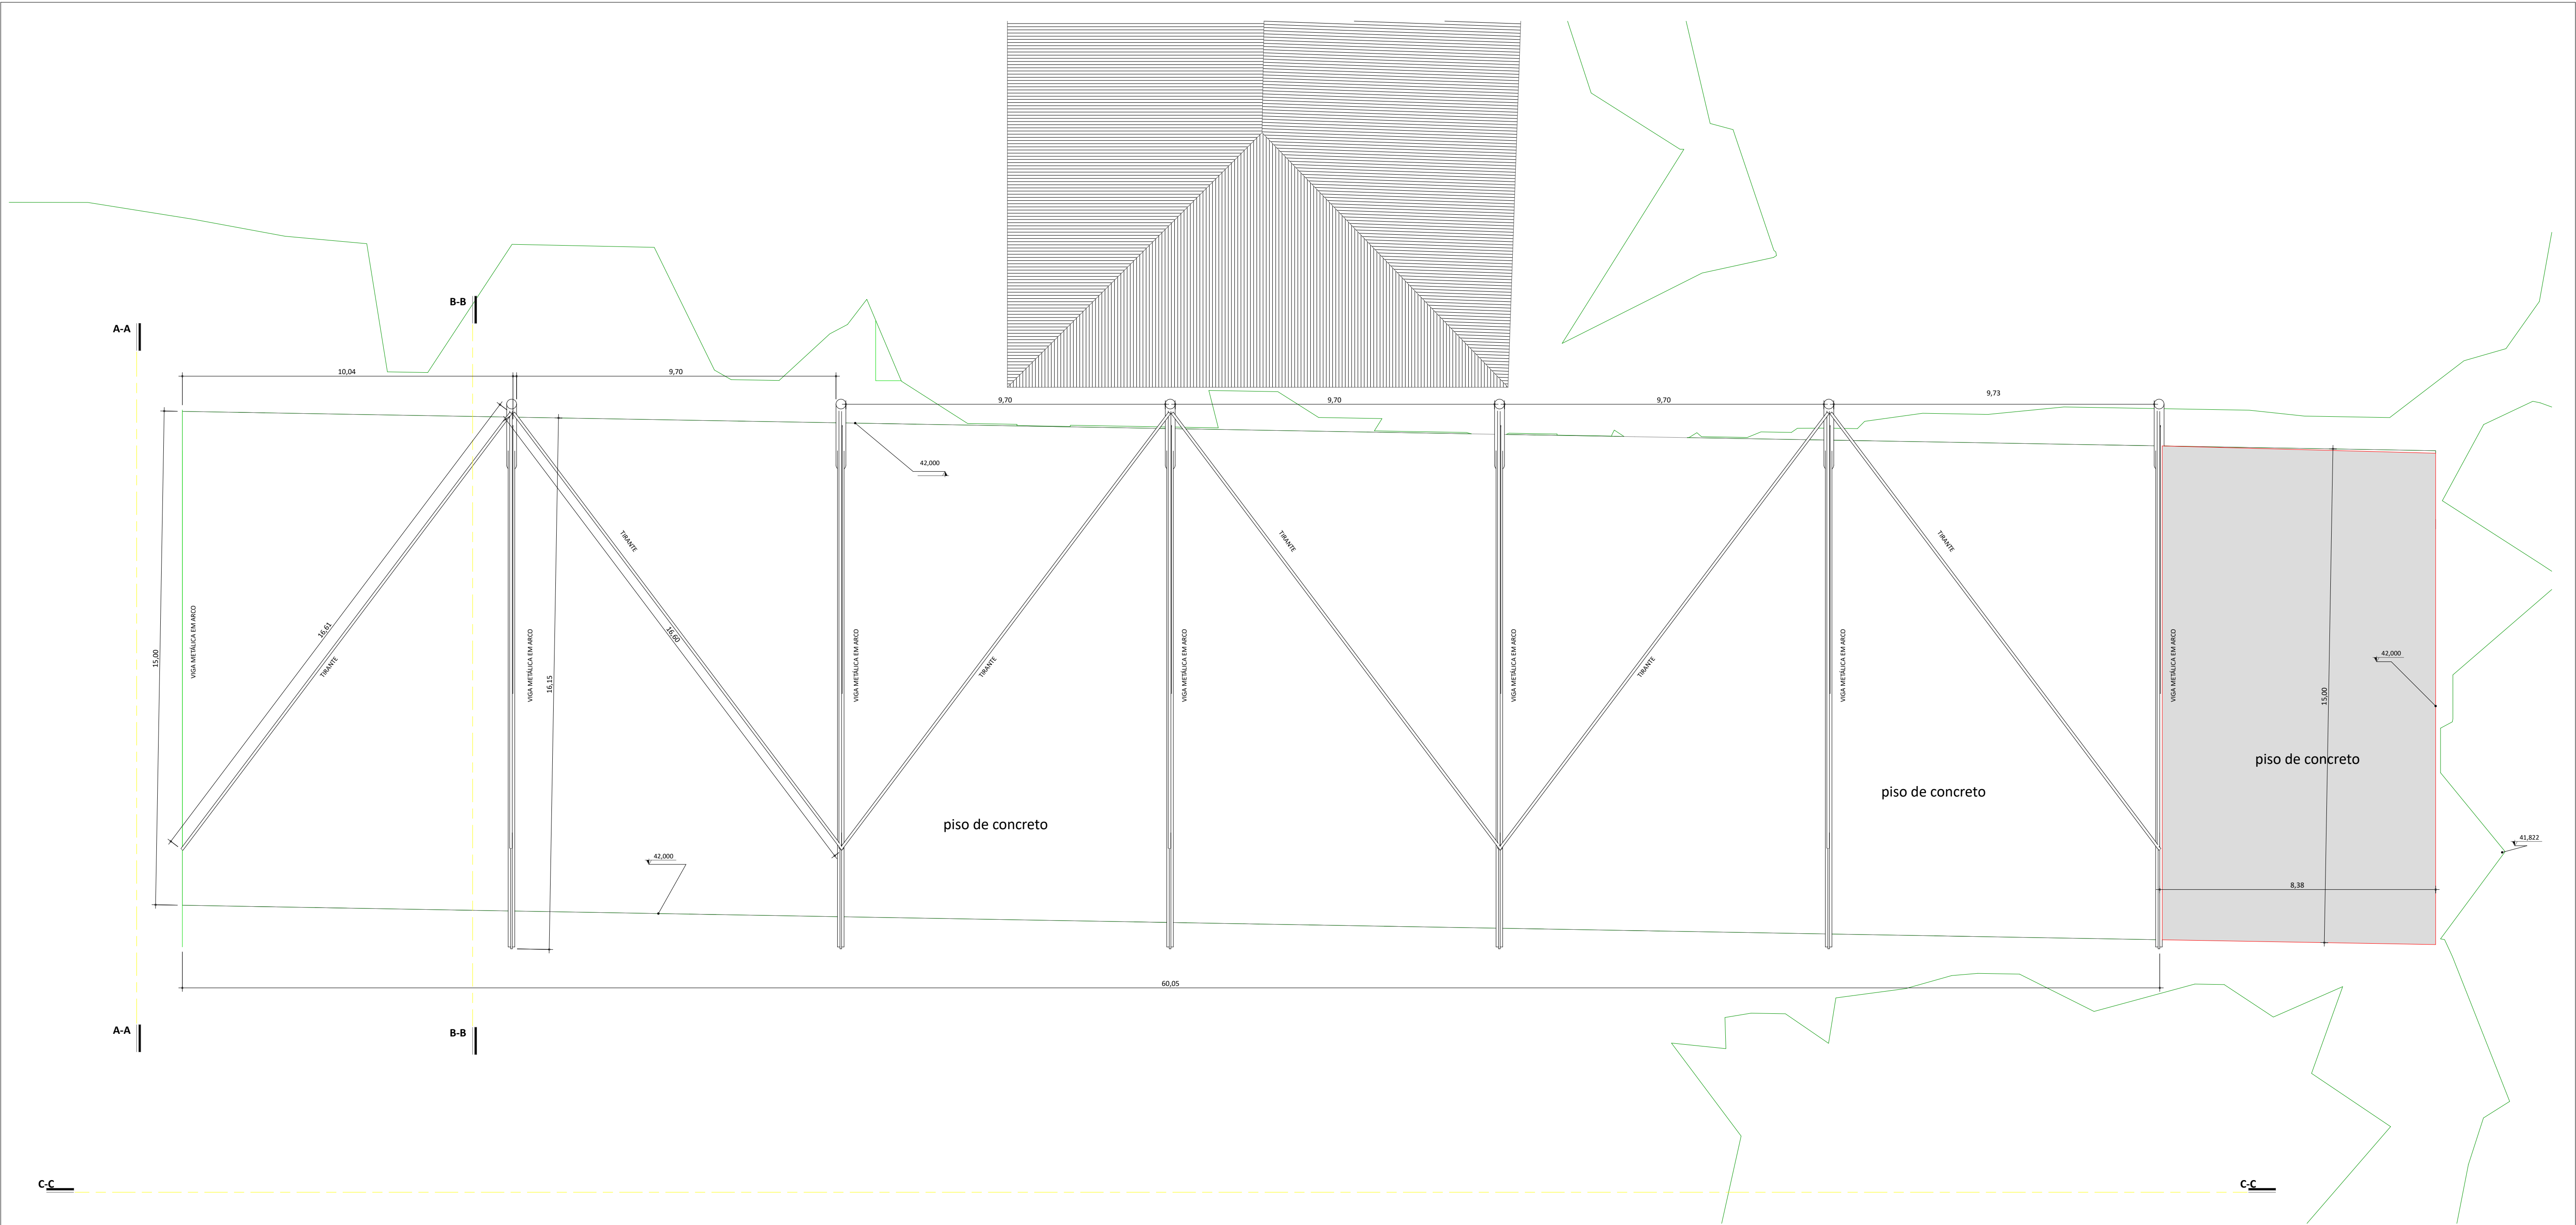 B-B
A-A
10,04
9,70
9,70
9,70
9,70
9,73
42,000
TIRANTE
TIRANTE
TIRANTE
VIGA METÁLICA EM ARCO
16,61
TIRANTE
15,00
VIGA METÁLICA EM ARCO
16,15
16,60
VIGA METÁLICA EM ARCO
TIRANTE
VIGA METÁLICA EM ARCO
VIGA METÁLICA EM ARCO
TIRANTE
VIGA METÁLICA EM ARCO
VIGA METÁLICA EM ARCO
42,000
15,00
piso de concreto
piso de concreto
piso de concreto
41,822
42,000
8,38
60,05
A-A
B-B
C-C
C-C